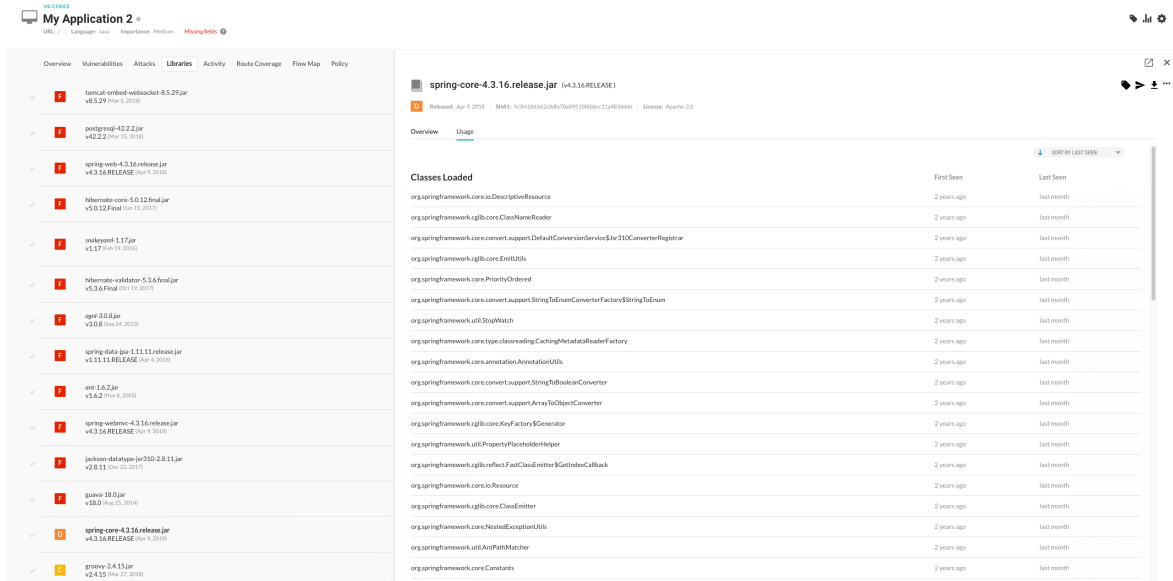 UNLICENSED
My Application 2
URL: / | Language: Java | Importance Medium | Missing fields
Overview Vulnerabilities Attacks Libraries Activity Route Coverage Flow Map Policy
F tomcat-embed-websocket-8.5.29.jar
v8.5.29 (Mar 5, 2018)
F postgresql-42.2.2.jar
v42.2.2 (Mar 15, 2018)
F spring-web-4.3.16.release.jar
v4.3.16.RELEASE (Apr 9, 2018)
F hibernate-core-5.0.12.final.jar
v5.0.12.Final (Jan 19, 2017)
F snakeyaml-1.17.jar
v1.17 (Feb 19, 2016)
F hibernate-validator-5.3.6.final.jar
v5.3.6.Final (Oct 19, 2017)
F ognl-3.0.8.jar
v3.0.8 (Sep 24, 2013)
F spring-data-jpa-1.11.11.release.jar
v1.11.11.RELEASE (Apr 4, 2018)
F ant-1.6.2.jar
v1.6.2 (Nov 8, 2005)
F spring-webmvc-4.3.16.release.jar
v4.3.16.RELEASE (Apr 9, 2018)
F jackson-datatype-jsr310-2.8.11.jar
v2.8.11 (Dec 23, 2017)
F guava-18.0.jar
v18.0 (Aug 25, 2014)
D spring-core-4.3.16.release.jar
v4.3.16.RELEASE (Apr 9, 2018)
C groovy-2.4.15.jar
v2.4.15 (Mar 27, 2018)
spring-core-4.3.16.release.jar (v4.3.16.RELEASE )
D Released: Apr 9, 2018 | SHA1: | License: Apache-2.0
Overview Usage
SORT BY LAST SEEN
Classes Loaded First Seen Last Seen
org.springframework.core.io.DescriptiveResource 2 years ago last month
org.springframework.cglib.core.ClassNameReader 2 years ago last month
org.springframework.core.convert.support.DefaultConversionService$Jsr310ConverterRegistrar 2 years ago last month
org.springframework.cglib.core.EmitUtils 2 years ago last month
org.springframework.core.PriorityOrdered 2 years ago last month
org.springframework.core.convert.support.StringToEnumConverterFactory$StringToEnum 2 years ago last month
org.springframework.util.StopWatch 2 years ago last month
org.springframework.core.type.classreading.CachingMetadataReaderFactory 2 years ago last month
org.springframework.core.annotation.AnnotationUtils 2 years ago last month
org.springframework.core.convert.support.StringToBooleanConverter 2 years ago last month
org.springframework.core.convert.support.ArrayToObjectConverter 2 years ago last month
org.springframework.cglib.core.KeyFactory$Generator 2 years ago last month
org.springframework.util.PropertyPlaceholderHelper 2 years ago last month
org.springframework.cglib.reflect.FastClassEmitter$GetIndexCallback 2 years ago last month
org.springframework.core.io.Resource 2 years ago last month
org.springframework.cglib.core.ClassEmitter 2 years ago last month
org.springframework.core.NestedExceptionUtils 2 years ago last month
org.springframework.util.AntPathMatcher 2 years ago last month
org.springframework.core.Constants 2 years ago last month